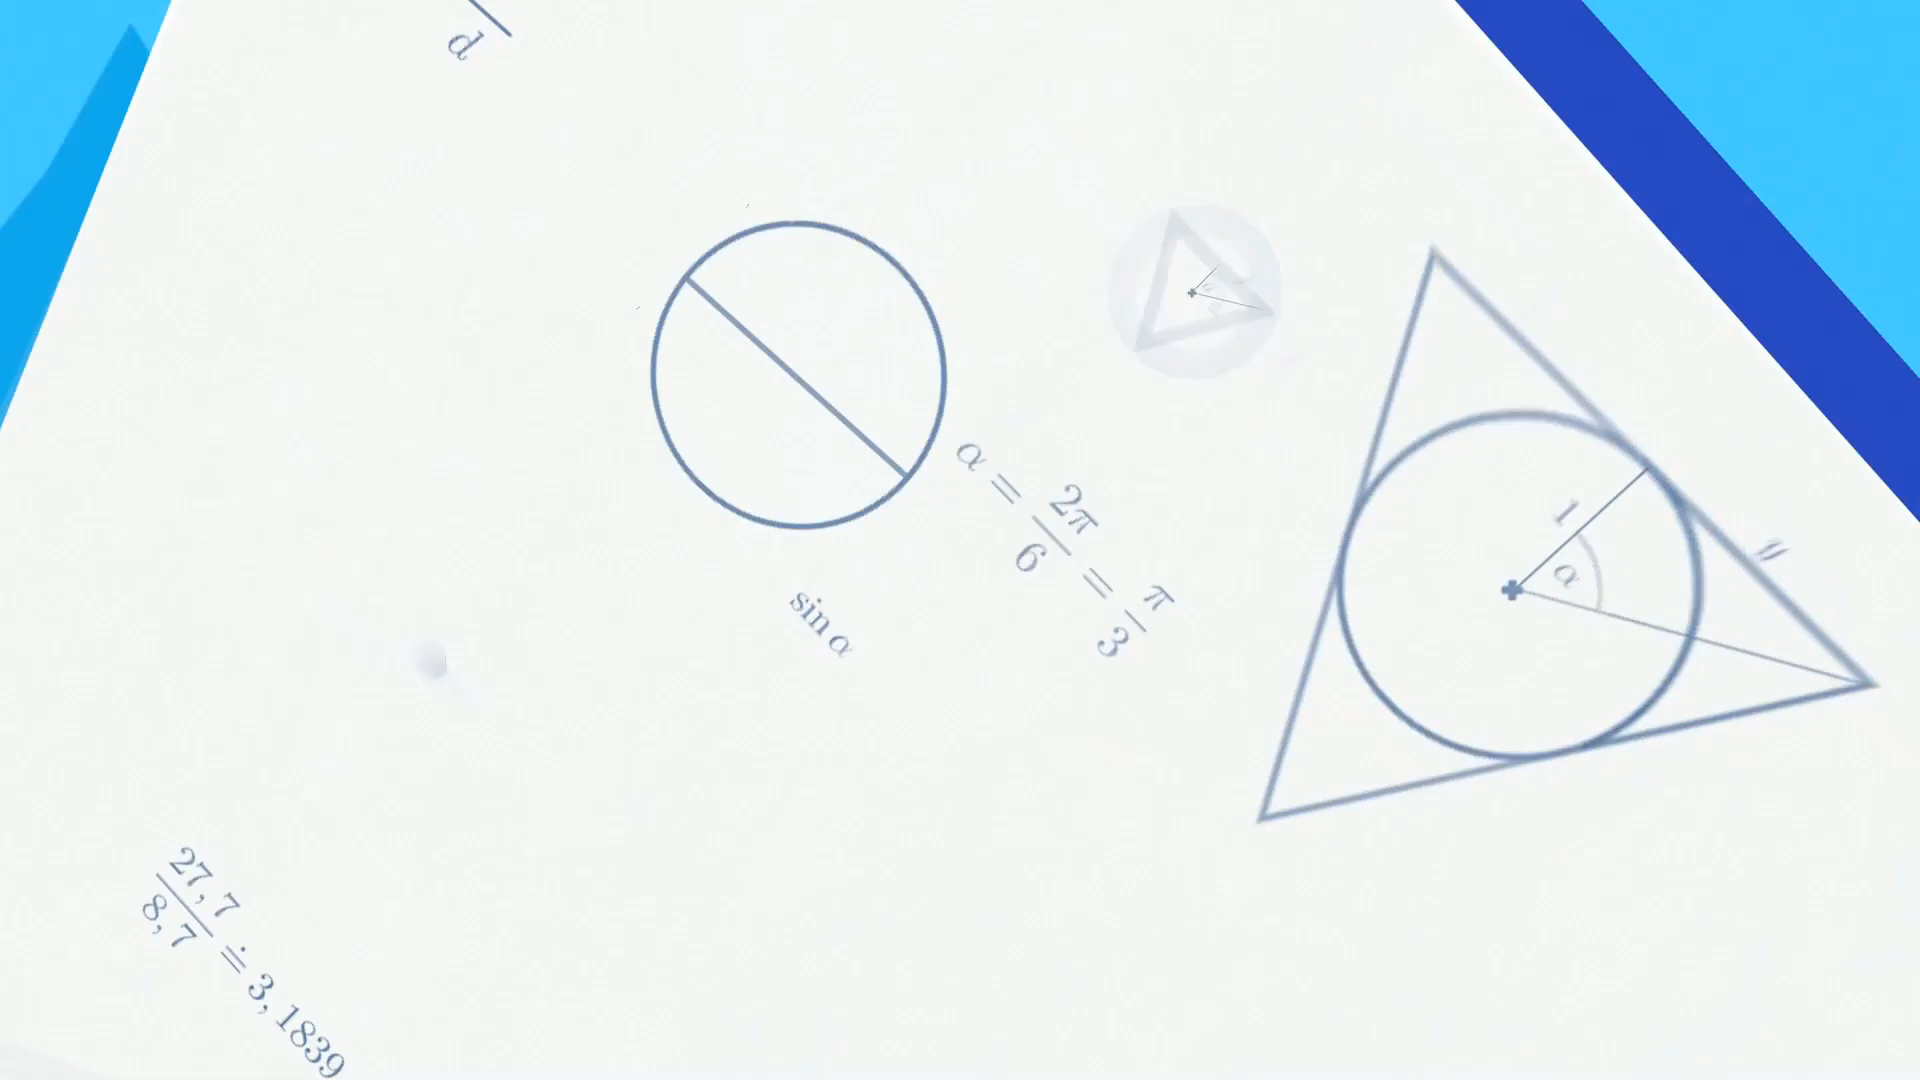 d
α = 2π/6 = π/3
sin α
1
α
y
27,7/8,7 ≐ 3,1839